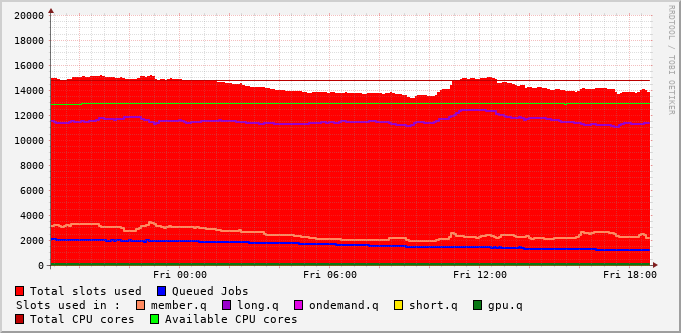 20000
18000
16000
14000
12000
10000
8000
6000
4000
2000
0
Fri 00:00 Fri 06:00 Fri 12:00 Fri 18:00
Total slots used Queued Jobs
Slots used in : member.q long.q ondemand.q short.q gpu.q
Total CPU cores Available CPU cores
RRDTOOL / TOBI OETIKER